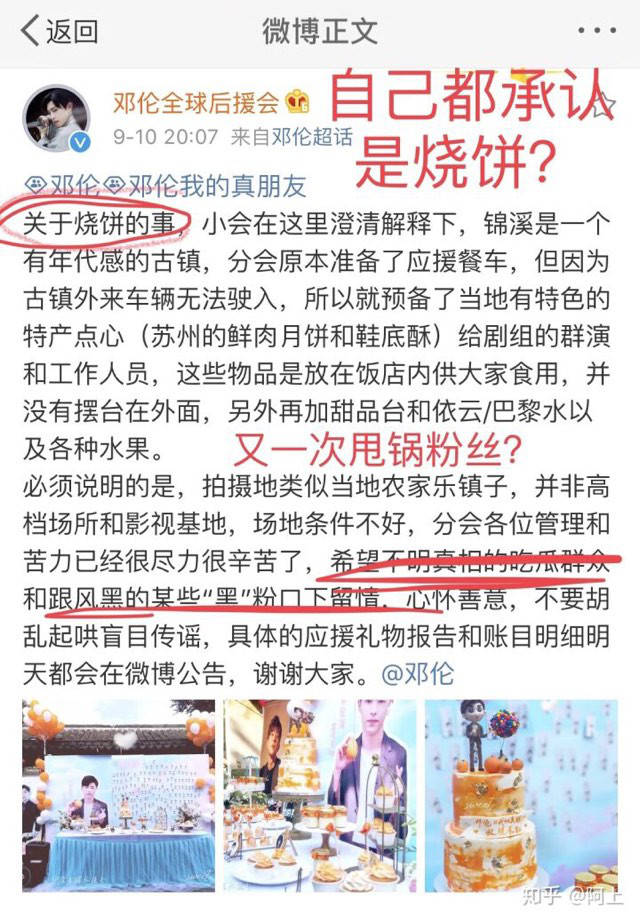 返回
微博正文
邓伦全球后援会
9-10 20:07 来自邓伦超话
自己都承认
是烧饼？
邓伦 邓伦我的真朋友
关于烧饼的事，小会在这里澄清解释下，锦溪是一个
有年代感的古镇，分会原本准备了应援餐车，但因为
古镇外来车辆无法驶入，所以就预备了当地有特色的
特产点心（苏州的鲜肉月饼和鞋底酥）给剧组的群演
和工作人员，这些物品是放在饭店内供大家食用，并
没有摆台在外面，另外再加甜品台和依云/巴黎水以
及各种水果。
又一次甩锅粉丝？
必须说明的是，拍摄地类似当地农家乐镇子，并非高
档场所和影视基地，场地条件不好，分会各位管理和
苦力已经很尽力很辛苦了，希望不明真相的吃瓜群众
和跟风黑的某些“黑”粉口下留情，心怀善意，不要胡
乱起哄盲目传谣，具体的应援礼物报告和账目明细明
天都会在微博公告，谢谢大家。@邓伦
知乎 @阿上